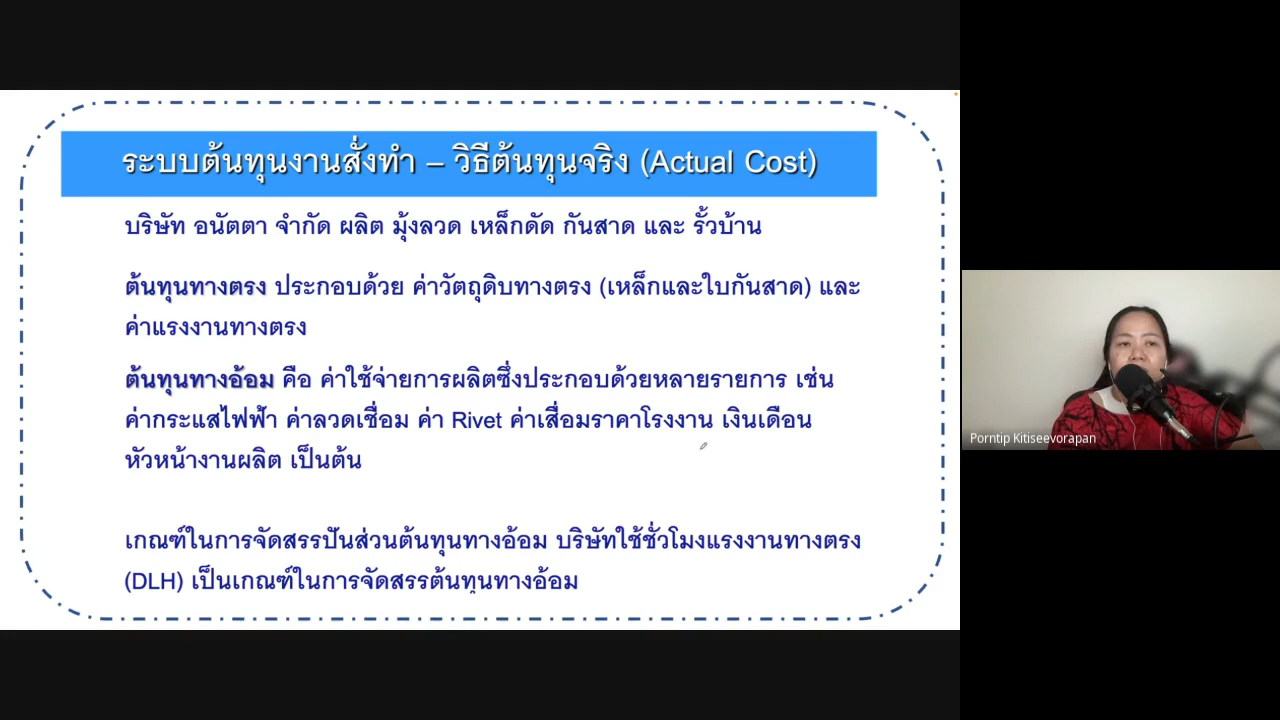 ระบบต้นทุนงานสั่งทำ – วิธีต้นทุนจริง (Actual Cost)
บริษัท อนัตตา จำกัด ผลิต มุ้งลวด เหล็กดัด กันสาด และ รั้วบ้าน
ต้นทุนทางตรง ประกอบด้วย ค่าวัตถุดิบทางตรง (เหล็กและใบกันสาด) และ
ค่าแรงงานทางตรง
ต้นทุนทางอ้อม คือ ค่าใช้จ่ายการผลิตซึ่งประกอบด้วยหลายรายการ เช่น
ค่ากระแสไฟฟ้า ค่าลวดเชื่อม ค่า Rivet ค่าเสื่อมราคาโรงงาน เงินเดือน
หัวหน้างานผลิต เป็นต้น
เกณฑ์ในการจัดสรรปันส่วนต้นทุนทางอ้อม บริษัทใช้ชั่วโมงแรงงานทางตรง
(DLH) เป็นเกณฑ์ในการจัดสรรต้นทุนทางอ้อม
Porntip Kitiseevorapan